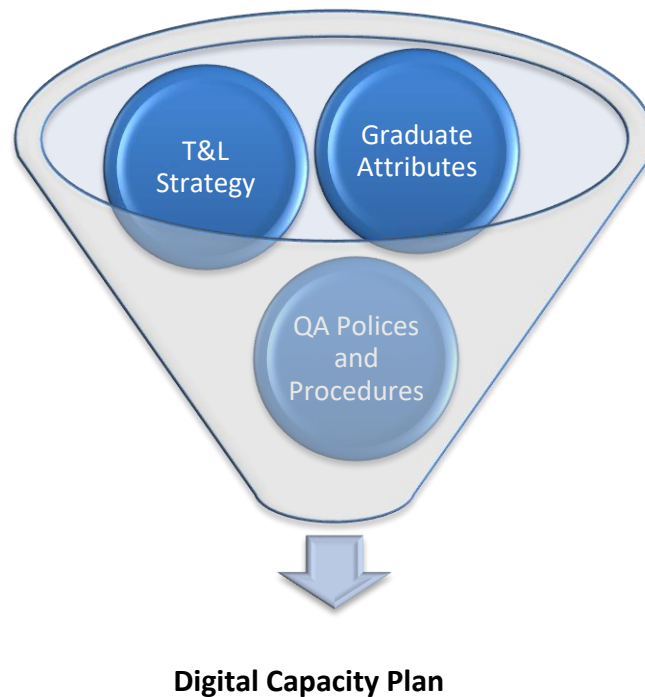 T&L
Strategy
Graduate
Attributes
QA Polices
and
Procedures
Digital Capacity Plan